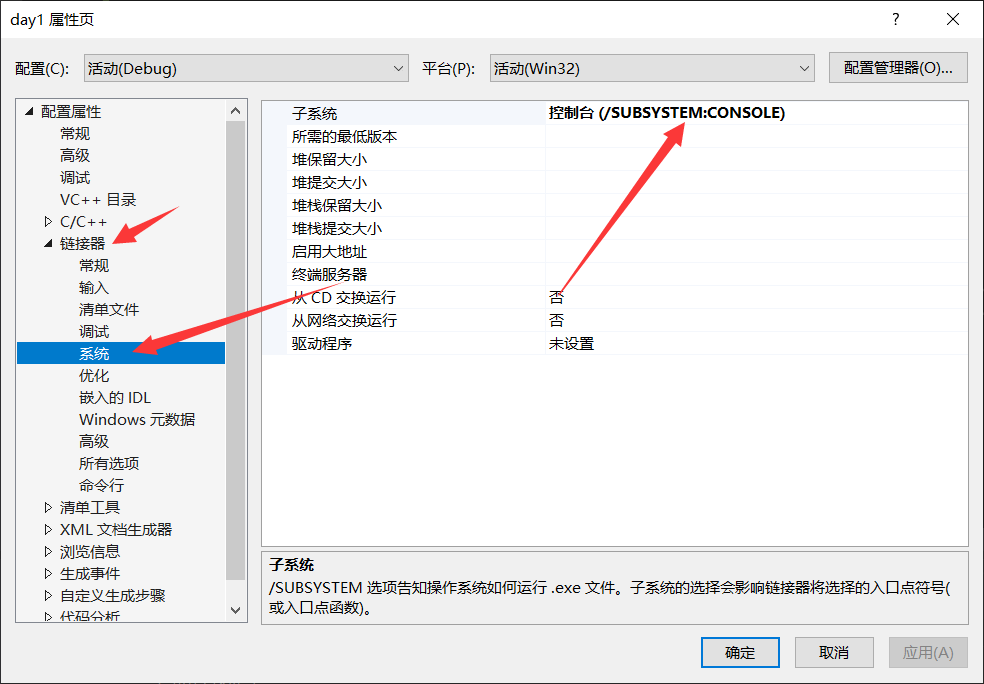 day1 属性页
?
配置(C): 活动(Debug) 平台(P): 活动(Win32) 配置管理器(O)...
配置属性
常规
高级
调试
VC++ 目录
C/C++
链接器
常规
输入
清单文件
调试
系统
优化
嵌入的 IDL
Windows 元数据
高级
所有选项
命令行
清单工具
XML 文档生成器
浏览信息
生成事件
自定义生成步骤
代码分析
子系统 控制台 (/SUBSYSTEM:CONSOLE)
所需的最低版本
堆保留大小
堆提交大小
堆栈保留大小
堆栈提交大小
启用大地址
终端服务器
从 CD 交换运行 否
从网络交换运行 否
驱动程序 未设置
子系统
/SUBSYSTEM 选项告知操作系统如何运行 .exe 文件。子系统的选择会影响链接器将选择的入口点符号(
或入口点函数)。
确定 取消 应用(A)